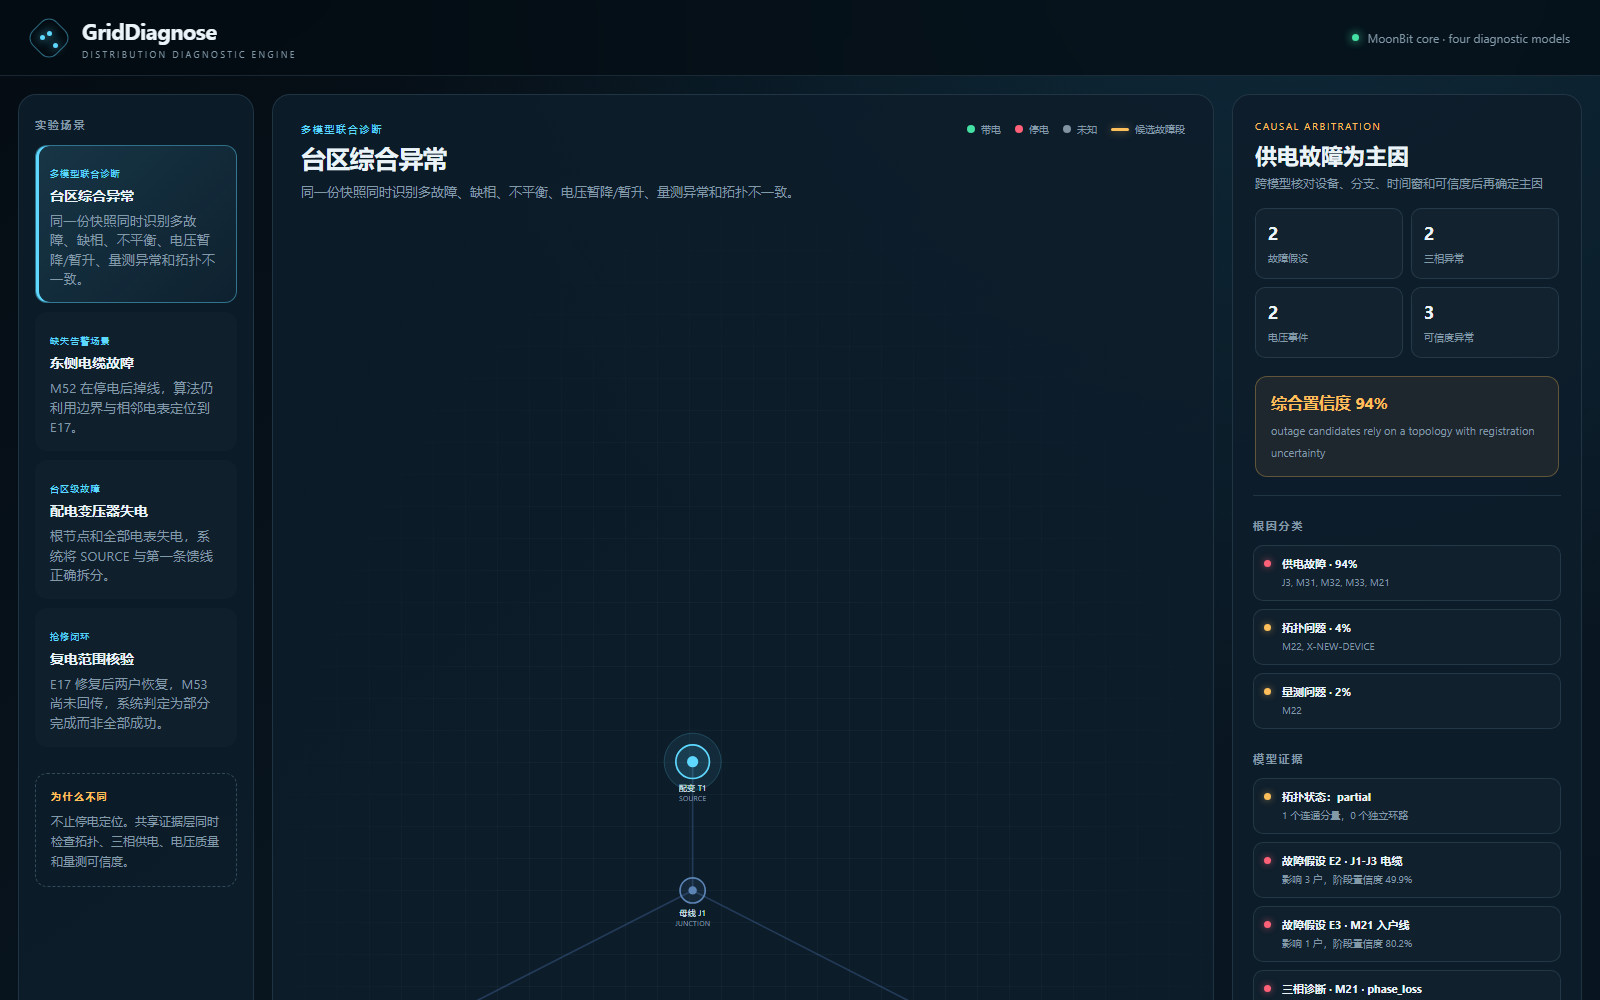 GridDiagnose
DISTRIBUTION DIAGNOSTIC ENGINE
MoonBit core · four diagnostic models
实验场景
多模型联合诊断
台区综合异常
同一份快照同时识别多故
障、缺相、不平衡、电压暂
降/暂升、量测异常和拓扑不
一致。
缺失告警场景
东侧电缆故障
M52 在停电后掉线，算法仍
利用边界与相邻电表定位到
E17。
台区级故障
配电变压器失电
根节点和全部电表失电，系
统将 SOURCE 与第一条馈线
正确拆分。
抢修闭环
复电范围核验
E17 修复后两户恢复，M53
尚未回传，系统判定为部分
完成而非全部成功。
为什么不同
不止停电定位。共享证据层同时
检查拓扑、三相供电、电压质量
和量测可信度。
多模型联合诊断
台区综合异常
同一份快照同时识别多故障、缺相、不平衡、电压暂降/暂升、量测异常和拓扑不一致。
带电
停电
未知
候选故障段
配变 T1
SOURCE
母线 J1
JUNCTION
CAUSAL ARBITRATION
供电故障为主因
跨模型核对设备、分支、时间窗和可信度后再确定主因
2
故障假设
2
三相异常
2
电压事件
3
可信度异常
综合置信度 94%
outage candidates rely on a topology with registration
uncertainty
根因分类
供电故障 · 94%
J3, M31, M32, M33, M21
拓扑问题 · 4%
M22, X-NEW-DEVICE
量测问题 · 2%
M22
模型证据
拓扑状态：partial
1 个连通分量，0 个独立环路
故障假设 E2 · J1-J3 电缆
影响 3 户，阶段置信度 49.9%
故障假设 E3 · M21 入户线
影响 1 户，阶段置信度 80.2%
三相诊断 · M21 · phase_loss